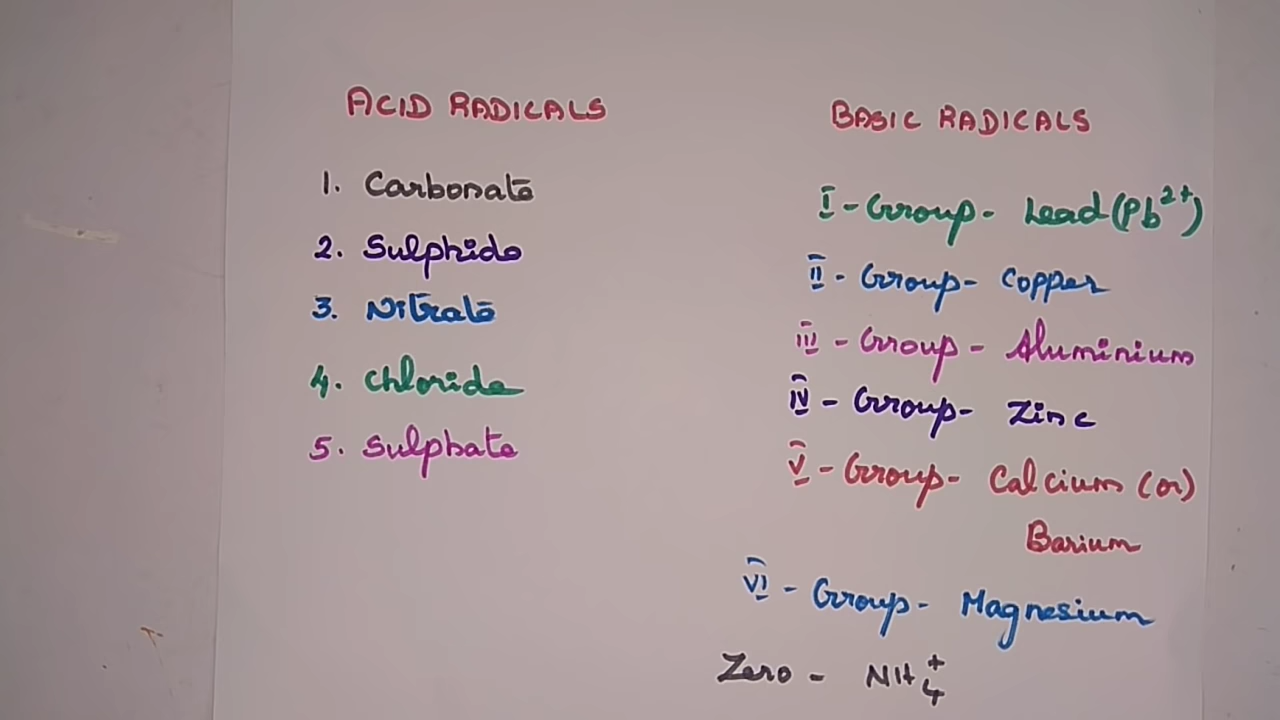 ACID RADICALS
1. Carbonate
2. Sulphide
3. Nitrate
4. Chloride
5. Sulphate
BASIC RADICALS
I - Group - Lead (Pb²⁺)
II - Group - Copper
III - Group - Aluminium
IV - Group - Zinc
V - Group - Calcium (or)
Barium
VI - Group - Magnesium
Zero - NH₄⁺